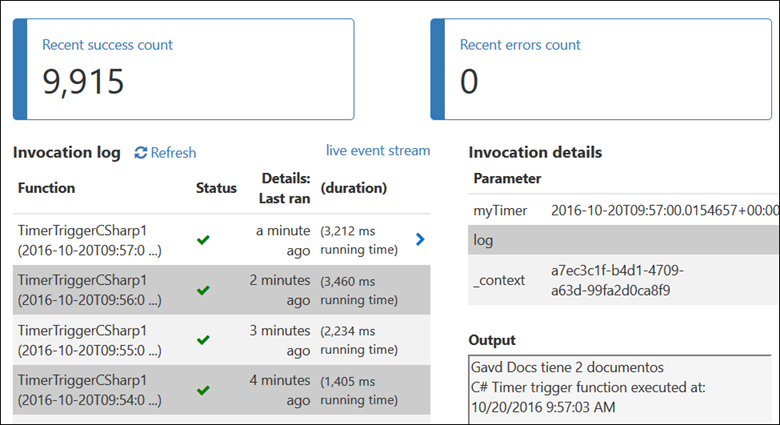 Recent success count
9,915
Recent errors count
0
Invocation log Refresh live event stream
Function Status Details: Last ran (duration)
TimerTriggerCSharp1 a minute (3,212 ms
(2016-10-20T09:57:0 ...) ago running time)
TimerTriggerCSharp1 2 minutes (3,460 ms
(2016-10-20T09:56:0 ...) ago running time)
TimerTriggerCSharp1 3 minutes (2,234 ms
(2016-10-20T09:55:0 ...) ago running time)
TimerTriggerCSharp1 4 minutes (1,405 ms
(2016-10-20T09:54:0 ...) ago running time)
Invocation details
Parameter
myTimer 2016-10-20T09:57:00.0154657+00:00
log
_context a7ec3c1f-b4d1-4709-
a63d-99fa2d0ca8f9
Output
Gavd Docs tiene 2 documentos
C# Timer trigger function executed at:
10/20/2016 9:57:03 AM